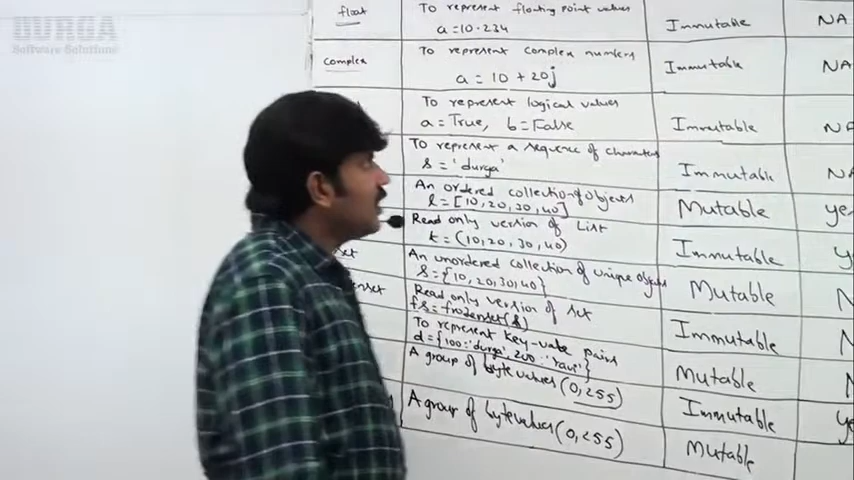 DURGA
Software Solutions
float
To represent floating point values
a=10.234
Immutable
NA
complex
To represent complex numbers
a = 10 + 20j
Immutable
NA
To represent logical values
a=True, b=False
Immutable
NA
To represent a sequence of characters
s = 'durga'
Immutable
An ordered collection of objects
l = [10,20,30,40]
Mutable
Read only version of List
t = (10,20,30,40)
Immutable
An unordered collection of unique objects
s={10,20,30,40}
Mutable
Read only version of set
fs=frozenset(s)
Immutable
To represent key-value pairs
d={100:'durga', 200:'ravi'}
Mutable
A group of byte values (0,255)
Immutable
A group of byte values (0,255)
Mutable